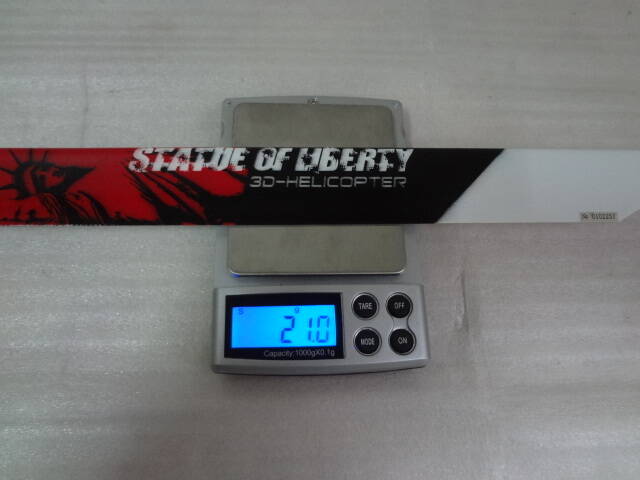 STATUE OF LIBERTY
3D-HELICOPTER
S g
21.0
TARE
OFF
MODE
ON
Capacity:1000gX0.1g